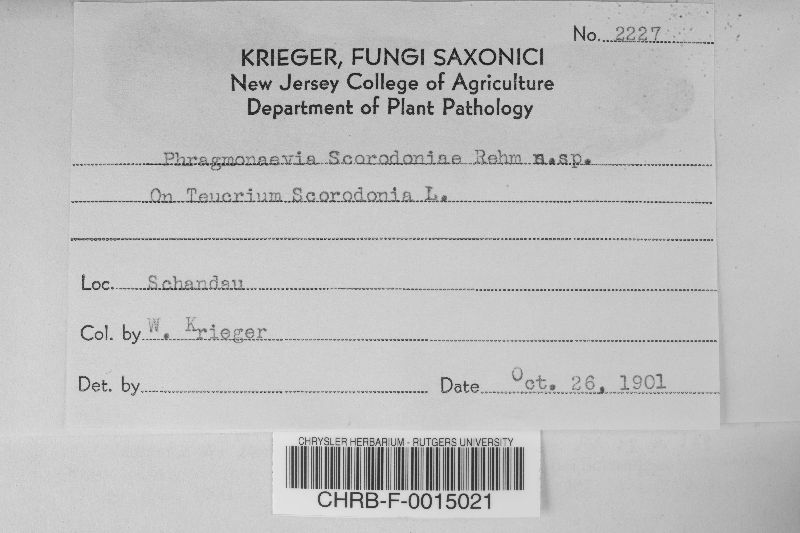 No. 2227
KRIEGER, FUNGI SAXONICI
New Jersey College of Agriculture
Department of Plant Pathology
Phragmonaevia Scorodoniae Rehm n.sp.
On Teucrium Scorodonia L.
Loc. Schandau
Col. by W. Krieger
Det. by
Date Oct. 26, 1901
CHRYSLER HERBARIUM - RUTGERS UNIVERSITY
CHRB-F-0015021